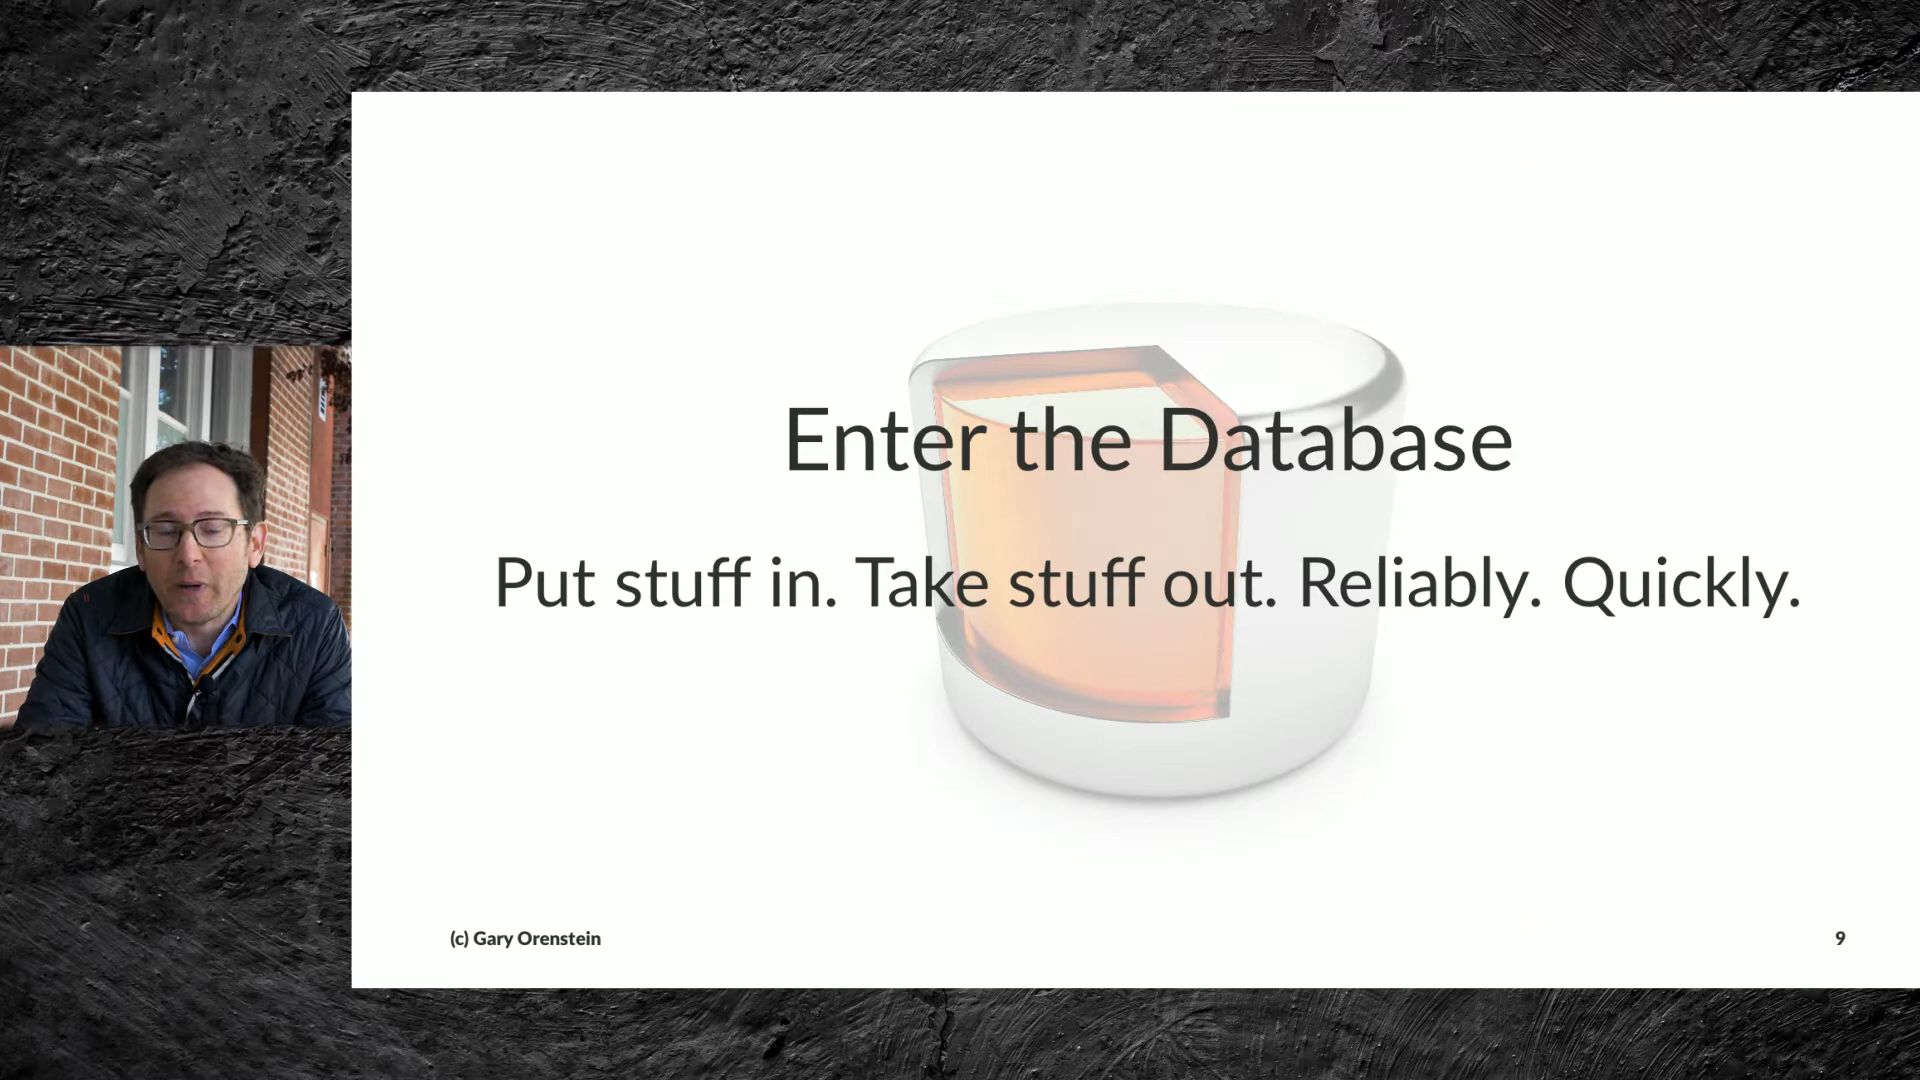 Enter the Database
Put stuff in. Take stuff out. Reliably. Quickly.
(c) Gary Orenstein
9